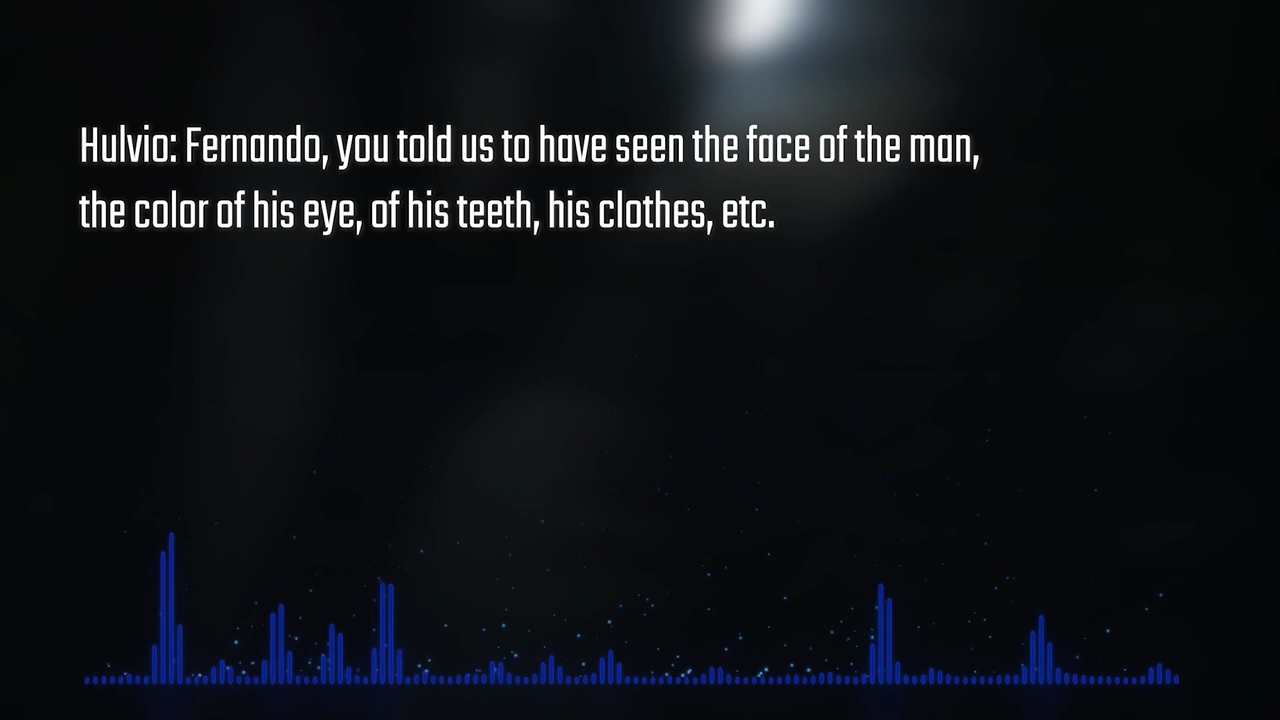 Hulvio: Fernando, you told us to have seen the face of the man,
the color of his eye, of his teeth, his clothes, etc.